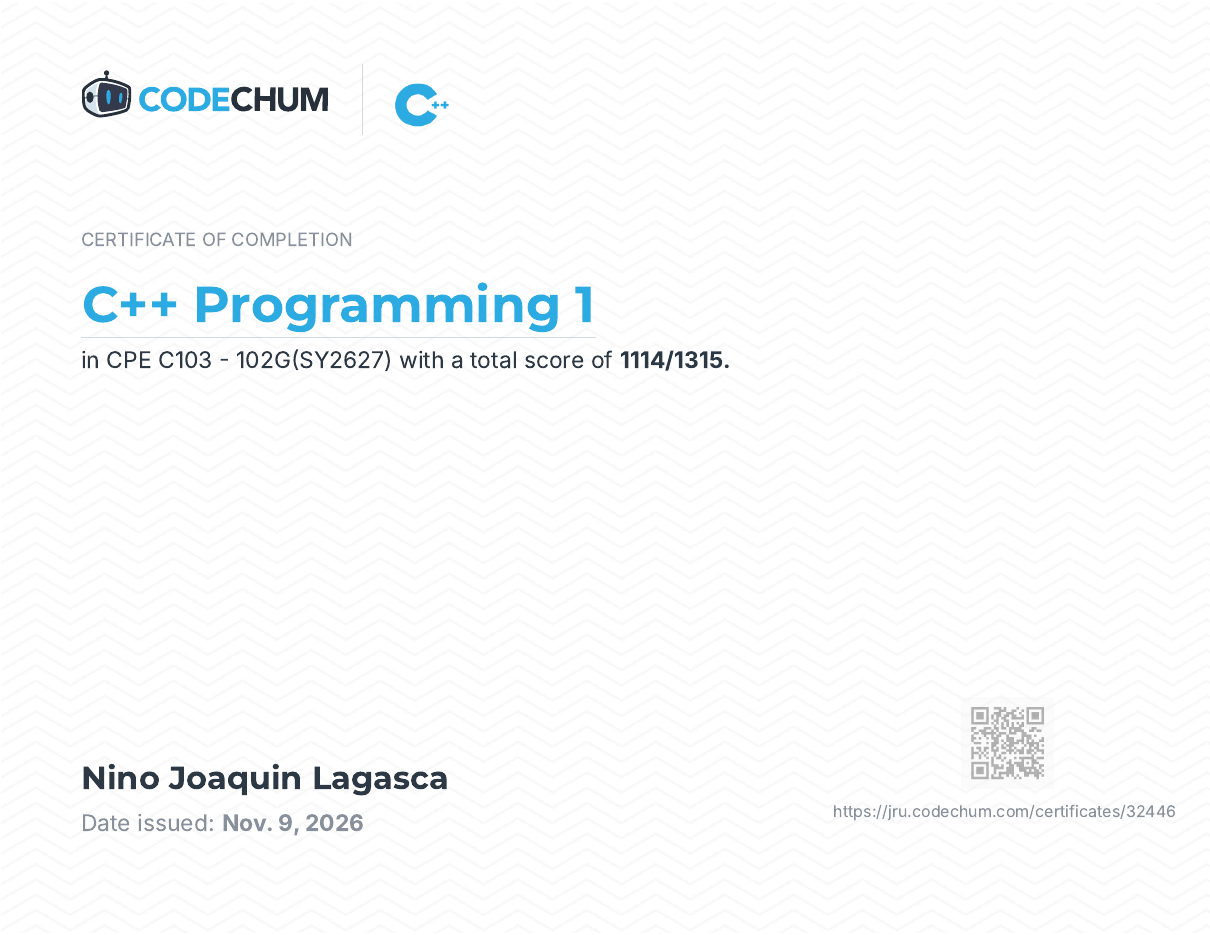 CODECHUM
C++
CERTIFICATE OF COMPLETION
C++ Programming 1
in CPE C103 - 102G(SY2627) with a total score of 1114/1315.
Nino Joaquin Lagasca
Date issued: Nov. 9, 2026
https://jru.codechum.com/certificates/32446